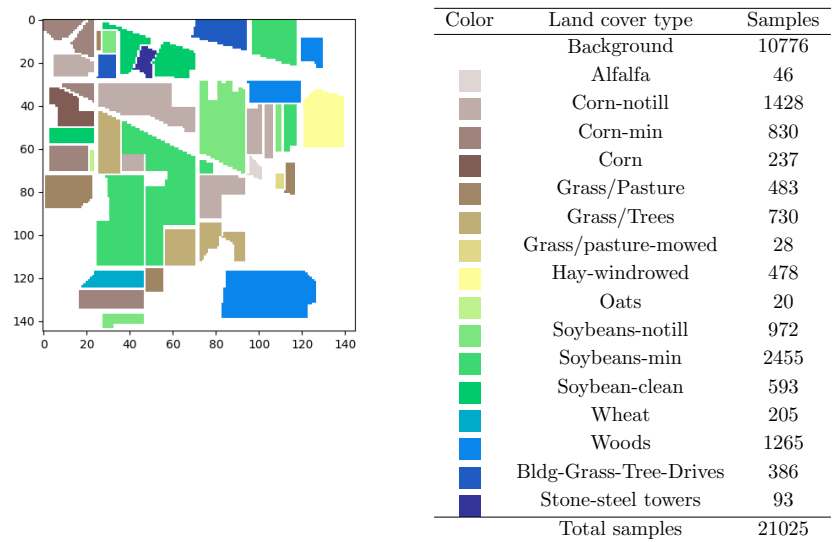 0
20
40
60
80
100
120
140
0 20 40 60 80 100 120 140
Color Land cover type Samples
Background 10776
Alfalfa 46
Corn-notill 1428
Corn-min 830
Corn 237
Grass/Pasture 483
Grass/Trees 730
Grass/pasture-mowed 28
Hay-windrowed 478
Oats 20
Soybeans-notill 972
Soybeans-min 2455
Soybean-clean 593
Wheat 205
Woods 1265
Bldg-Grass-Tree-Drives 386
Stone-steel towers 93
Total samples 21025